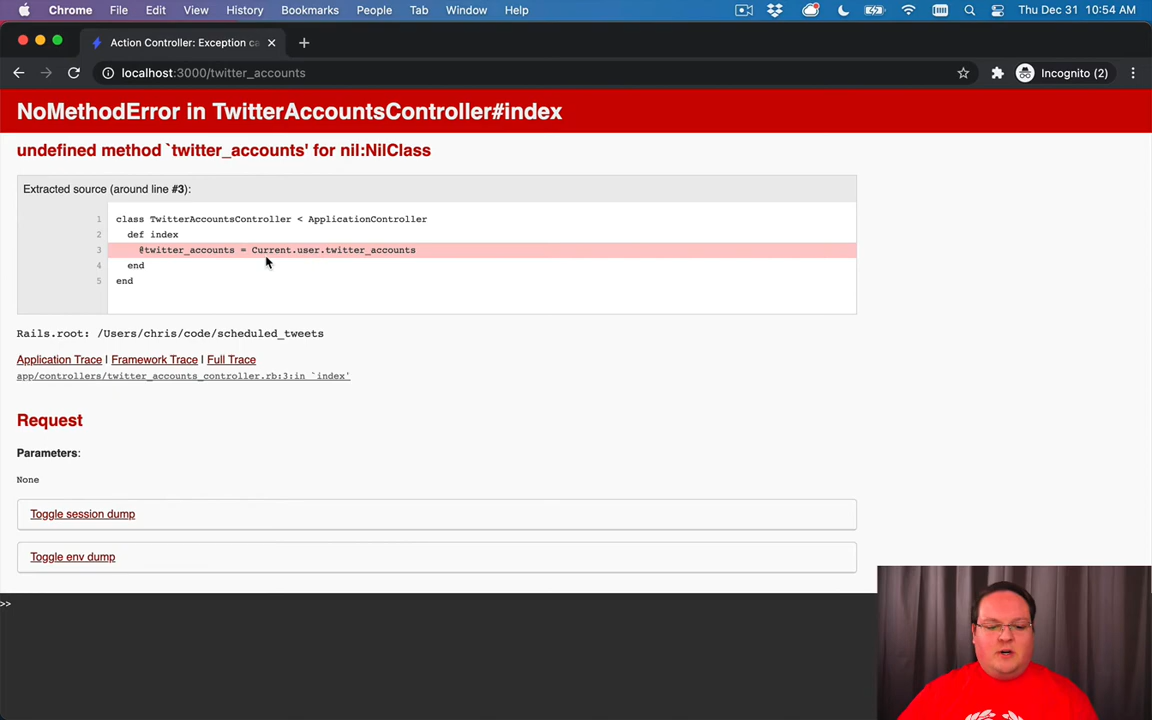 Chrome File Edit View History Bookmarks People Tab Window Help Thu Dec 31 10:54 AM
Action Controller: Exception ca
localhost:3000/twitter_accounts Incognito (2)
NoMethodError in TwitterAccountsController#index
undefined method `twitter_accounts' for nil:NilClass
Extracted source (around line #3):
1 class TwitterAccountsController < ApplicationController
2 def index
3 @twitter_accounts = Current.user.twitter_accounts
4 end
5 end
Rails.root: /Users/chris/code/scheduled_tweets
Application Trace | Framework Trace | Full Trace
app/controllers/twitter_accounts_controller.rb:3:in `index'
Request
Parameters:
None
Toggle session dump
Toggle env dump
>>